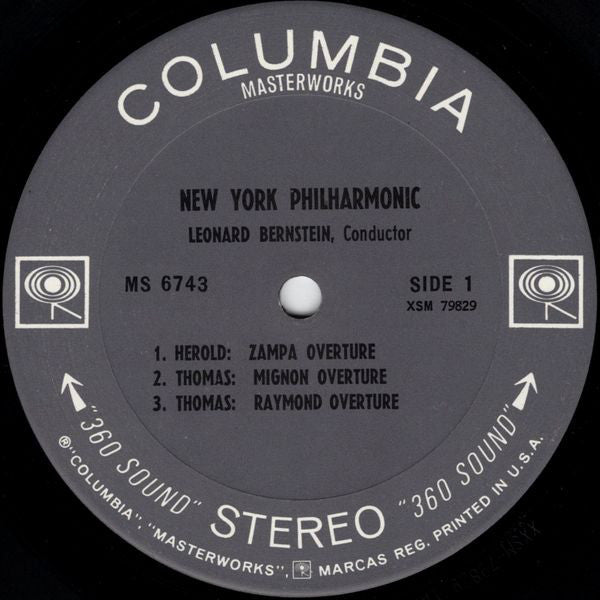 COLUMBIA
MASTERWORKS
NEW YORK PHILHARMONIC
LEONARD BERNSTEIN, Conductor
MS 6743
SIDE 1
XSM 79829
1. HEROLD: ZAMPA OVERTURE
2. THOMAS: MIGNON OVERTURE
3. THOMAS: RAYMOND OVERTURE
"360 SOUND" STEREO "360 SOUND"
® "COLUMBIA", "MASTERWORKS", MARCAS REG. PRINTED IN U.S.A.